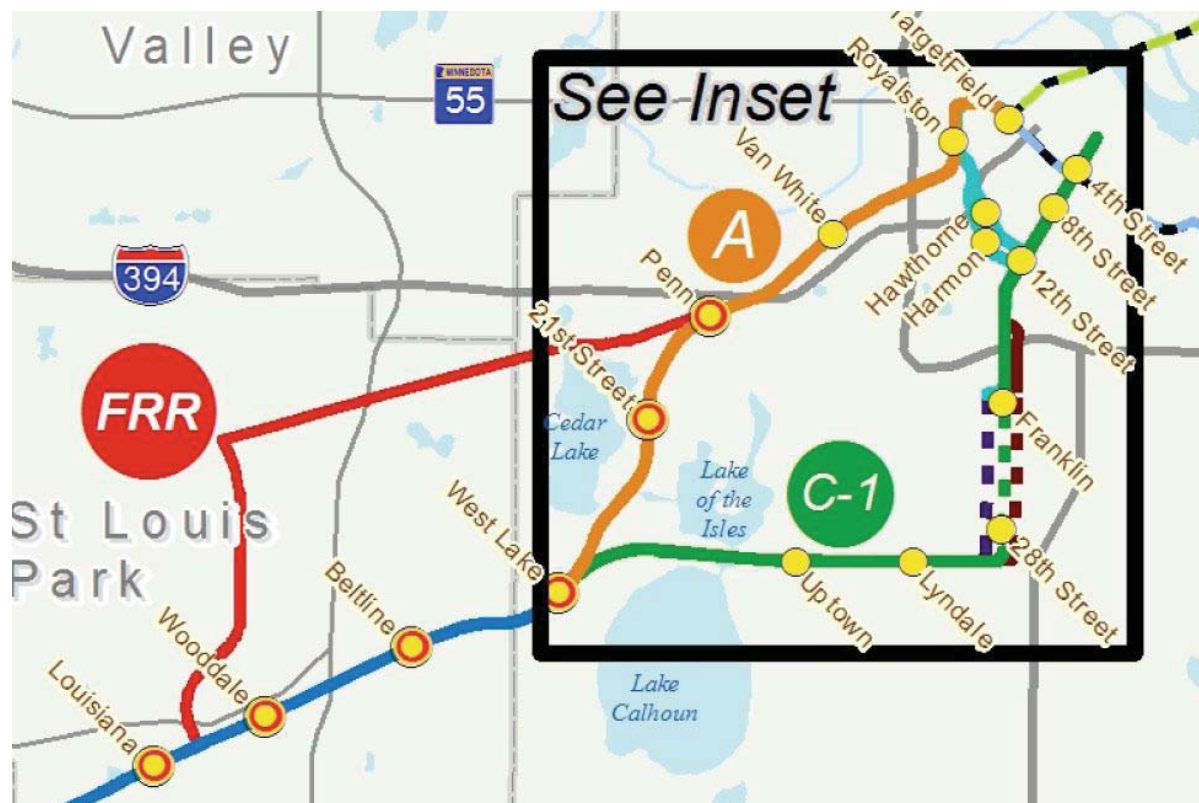 Valley
MINNESOTA
55
See Inset
TargetField
Royalston
Van White
4th Street
8th Street
Hawthorne
Harmon
12th Street
A
394
Penn
21st Street
FRR
Cedar
Lake
Franklin
Lake
of the
Isles
C-1
St Louis
Park
West Lake
28th Street
Beltline
Uptown
Lyndale
Wooddale
Lake
Calhoun
Louisiana